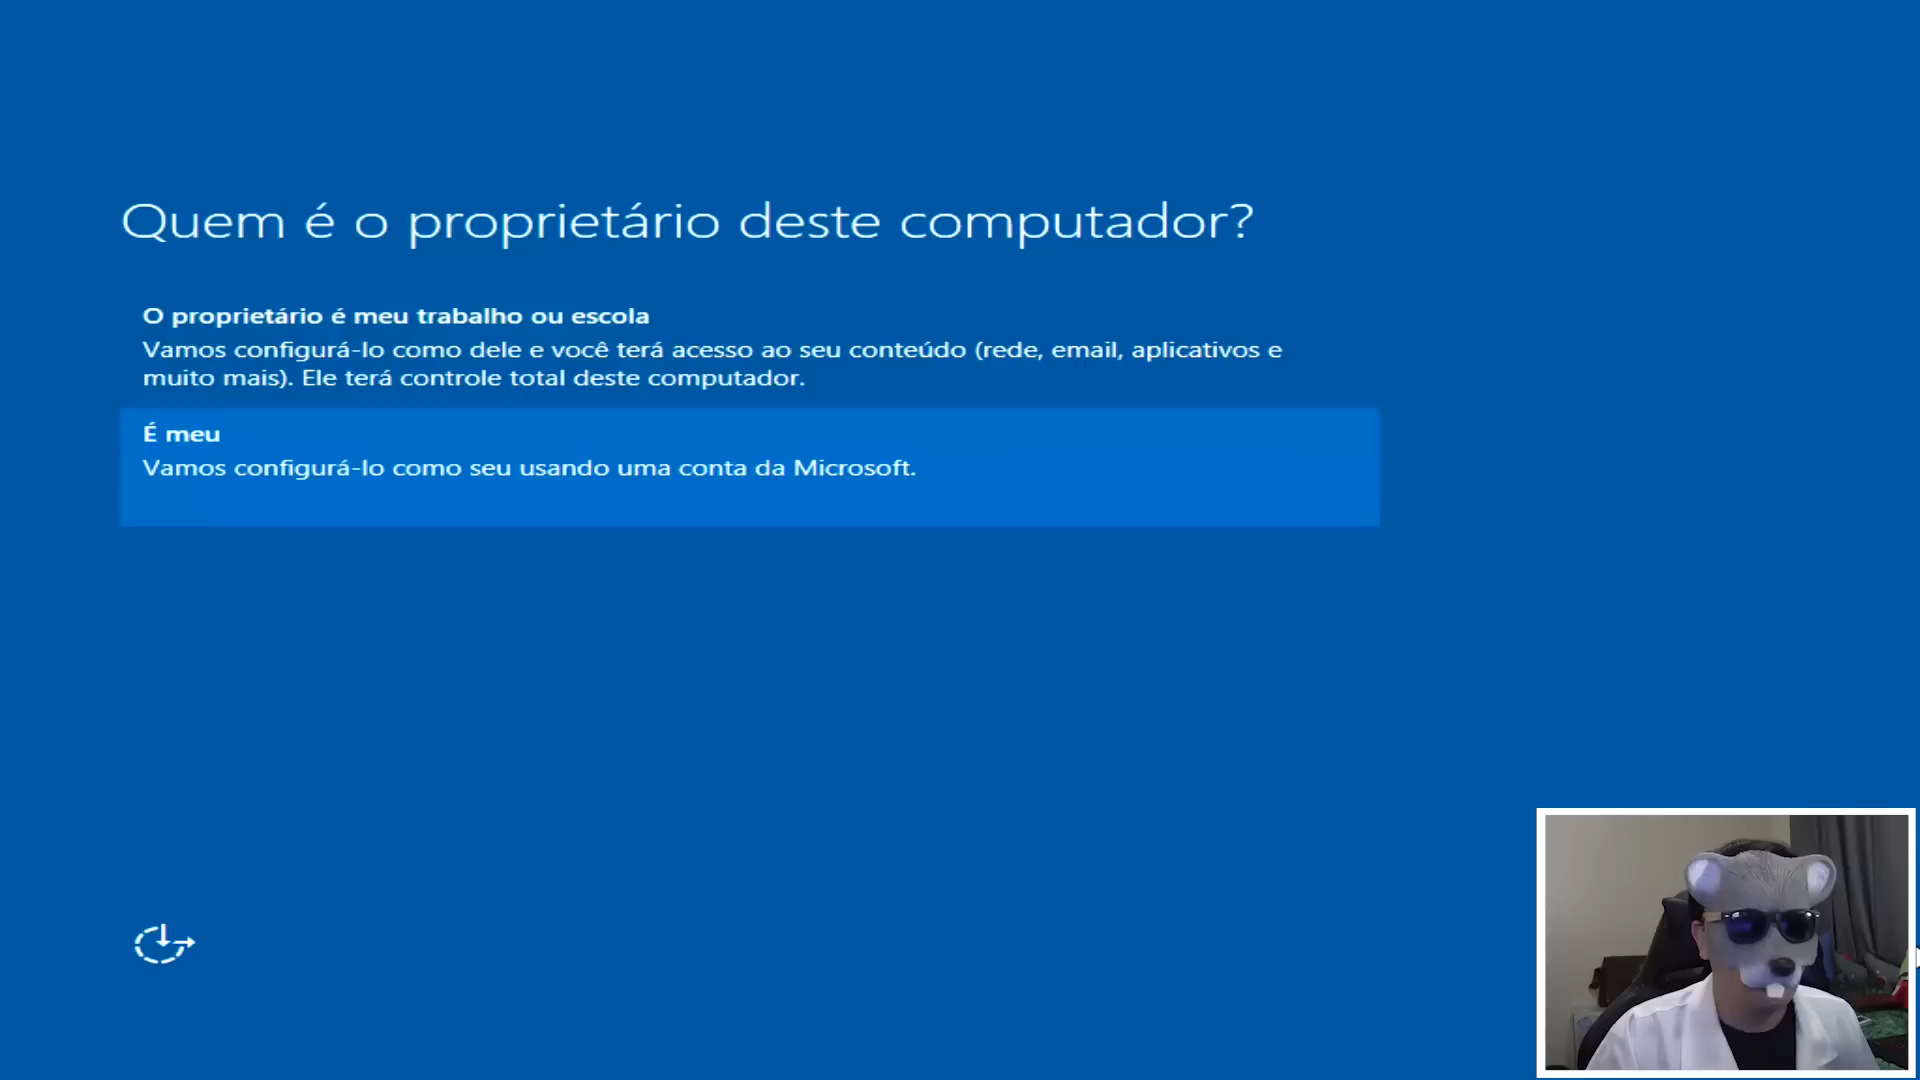 Quem é o proprietário deste computador?
O proprietário é meu trabalho ou escola
Vamos configurá-lo como dele e você terá acesso ao seu conteúdo (rede, email, aplicativos e
muito mais). Ele terá controle total deste computador.
É meu
Vamos configurá-lo como seu usando uma conta da Microsoft.